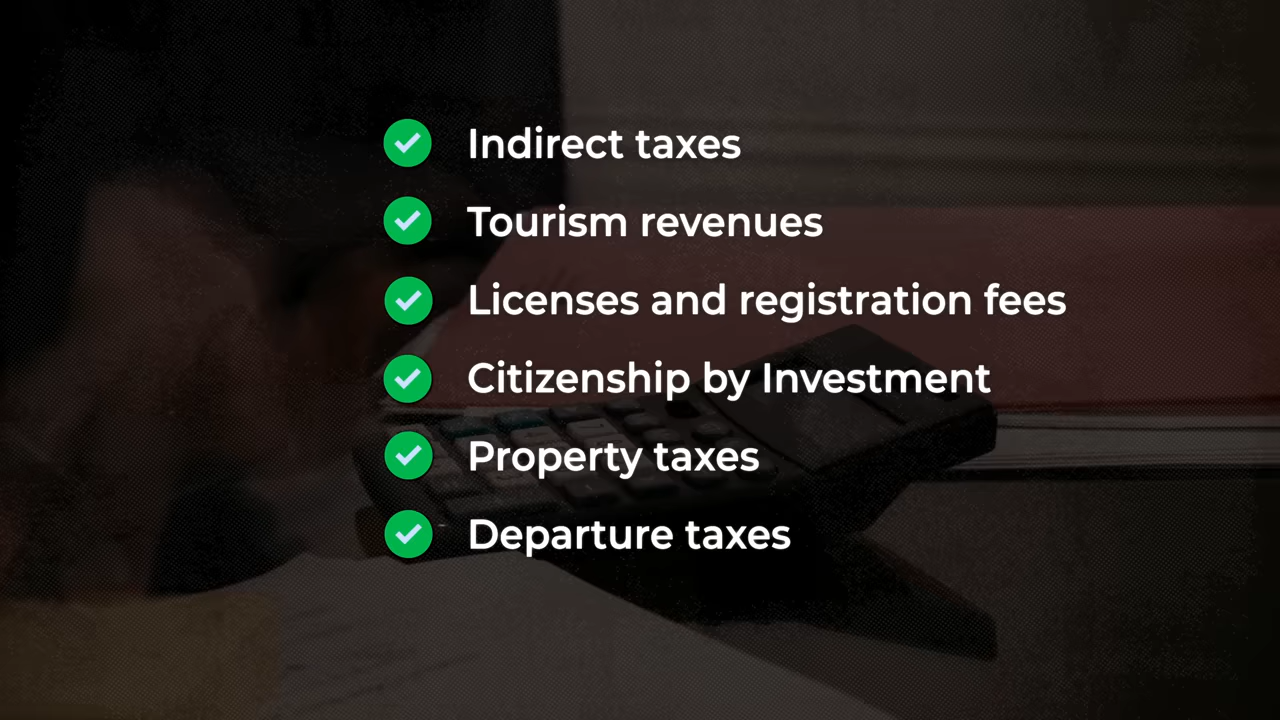 Indirect taxes
Tourism revenues
Licenses and registration fees
Citizenship by Investment
Property taxes
Departure taxes